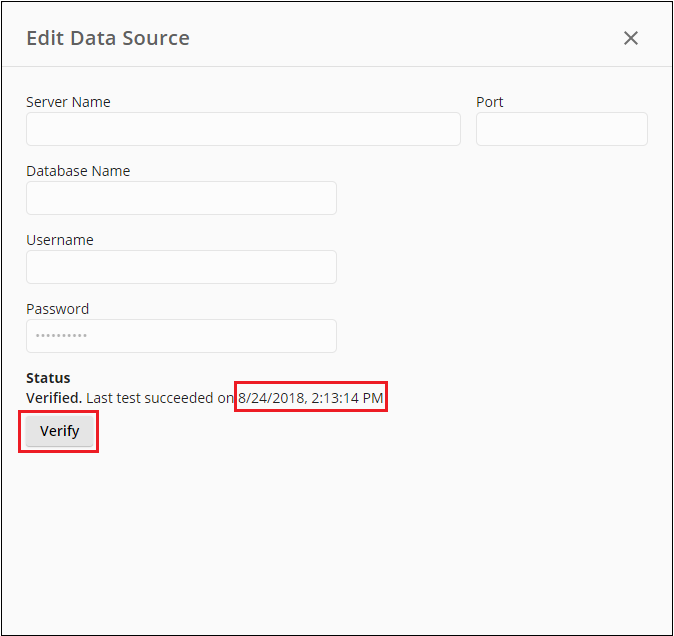 Edit Data Source
Server Name
Port
Database Name
Username
Password
••••••••••
Status
Verified. Last test succeeded on 8/24/2018, 2:13:14 PM
Verify